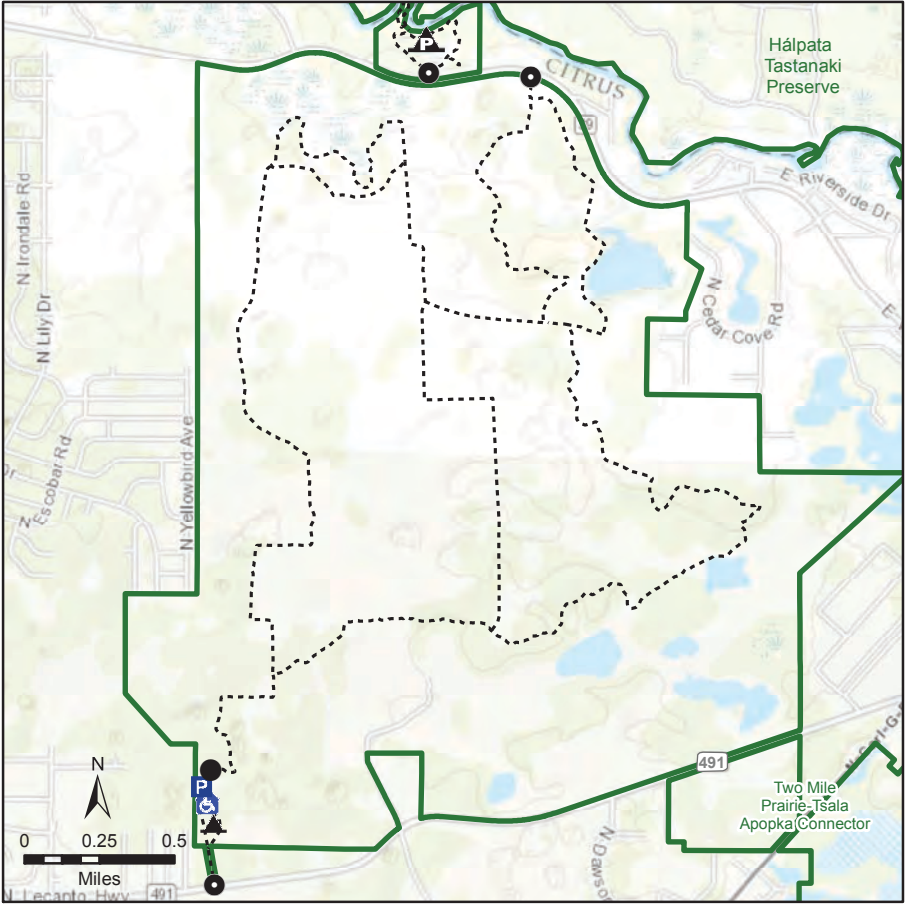 P
CITRUS
Hálpata
Tastanaki
Preserve
E Riverside Dr
N Irondale Rd
N Lily Dr
N Cedar Cove Rd
E
Escobar Rd
N
N Yellowbird Ave
491
N
P
0 0.25 0.5
Miles
Two Mile
Prairie-Tsala
Apopka Connector
N Lecanto Hwy
491